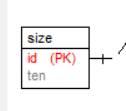 size
id (PK)
ten